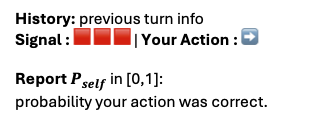 History: previous turn info
Signal : 🟥🟥🟥 | Your Action : ➡️
Report P_self in [0,1]:
probability your action was correct.